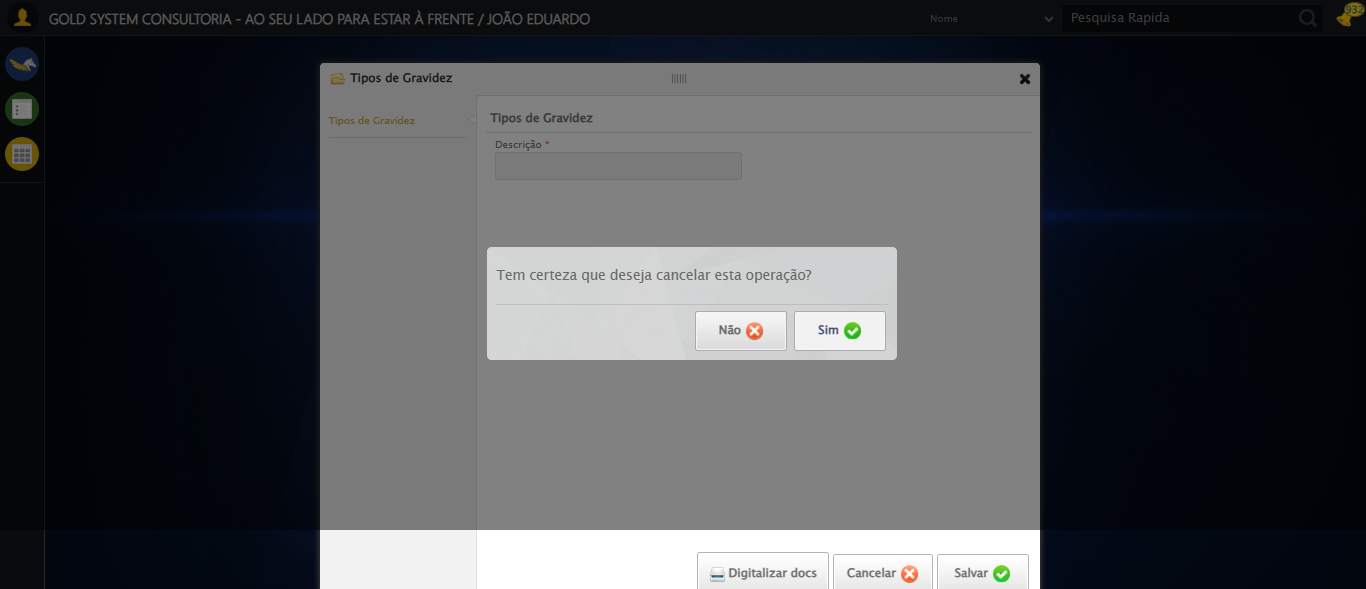 GOLD SYSTEM CONSULTORIA - AO SEU LADO PARA ESTAR À FRENTE / JOÃO EDUARDO
Nome
Pesquisa Rapida
932
Tipos de Gravidez
Tipos de Gravidez
Tipos de Gravidez
Descrição *
Tem certeza que deseja cancelar esta operação?
Não
Sim
Digitalizar docs
Cancelar
Salvar